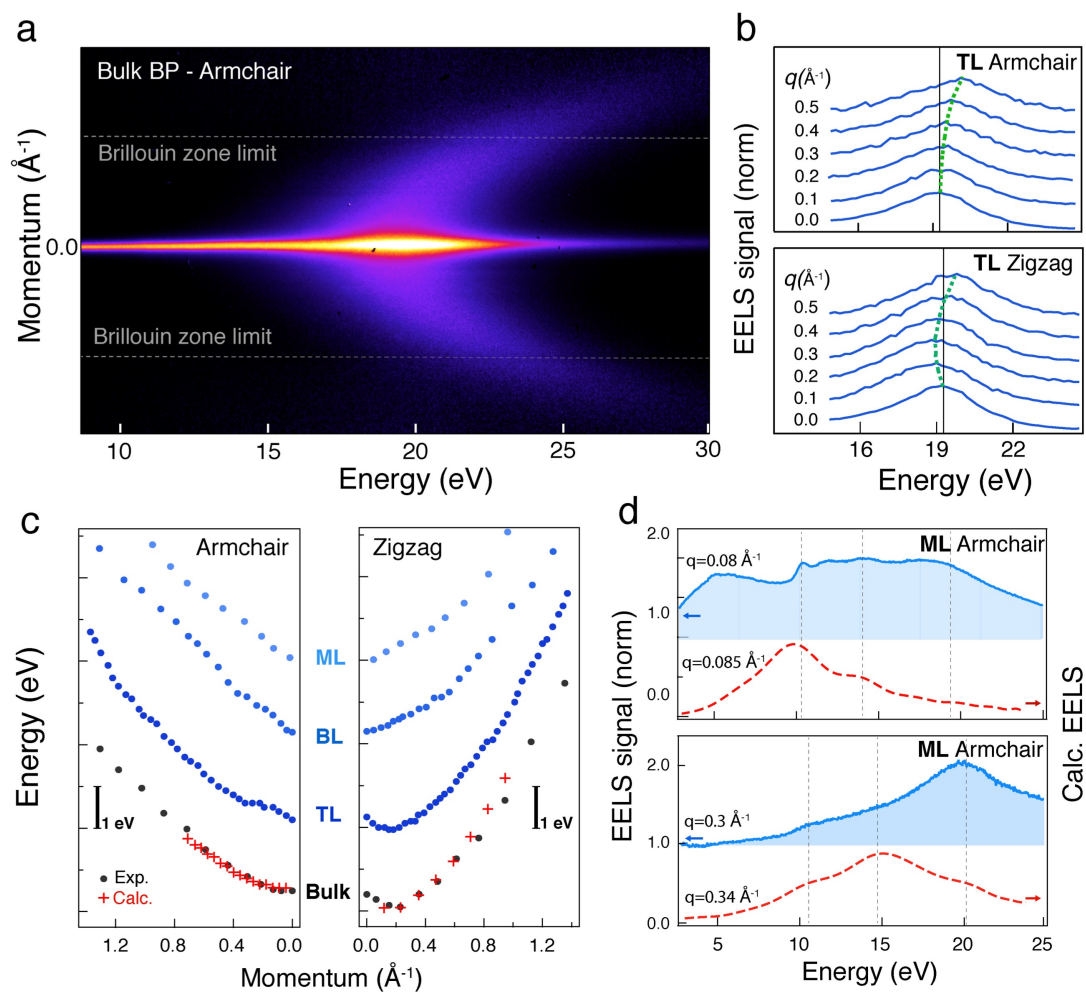 a
Bulk BP - Armchair
Brillouin zone limit
Brillouin zone limit
Momentum (Å⁻¹)
0.0
10 15 20 25 30
Energy (eV)
b
TL Armchair
q(Å⁻¹)
0.5
0.4
0.3
0.2
0.1
0.0
TL Zigzag
q(Å⁻¹)
0.5
0.4
0.3
0.2
0.1
0.0
EELS signal (norm)
16 19 22
Energy (eV)
c
Armchair
Zigzag
ML
BL
TL
Bulk
1 eV
1 eV
Exp.
Calc.
Energy (eV)
1.2 0.8 0.4 0.0
0.0 0.4 0.8 1.2
Momentum (Å⁻¹)
d
ML Armchair
2.0
q=0.08 Å⁻¹
1.0
q=0.085 Å⁻¹
0.0
ML Armchair
2.0
q=0.3 Å⁻¹
1.0
q=0.34 Å⁻¹
0.0
EELS signal (norm)
Calc. EELS
5 10 15 20 25
Energy (eV)